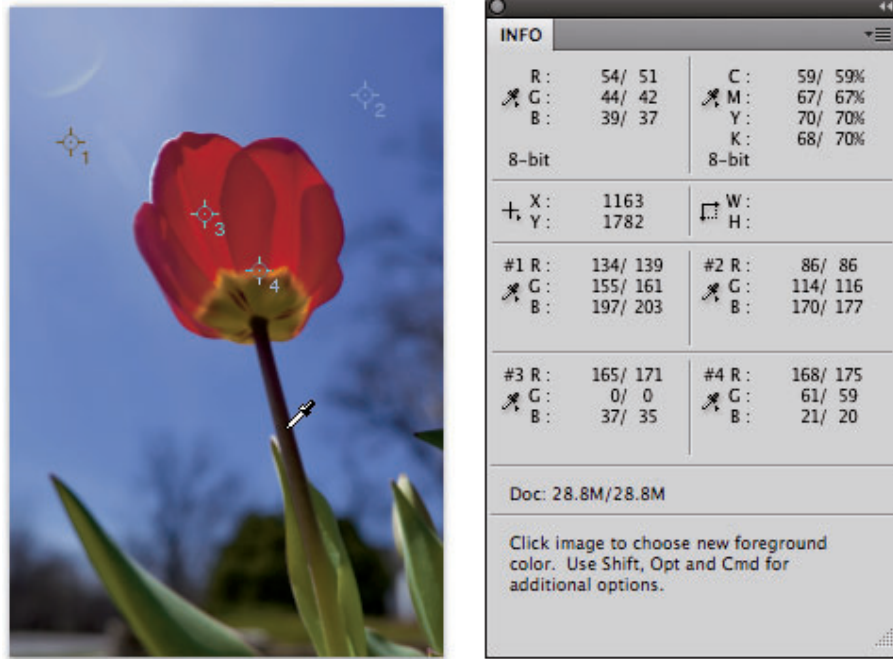 1
2
3
4
INFO
R : 54/ 51
G : 44/ 42
B : 39/ 37
8-bit
C : 59/ 59%
M : 67/ 67%
Y : 70/ 70%
K : 68/ 70%
8-bit
X : 1163
Y : 1782
W :
H :
#1 R : 134/ 139
G : 155/ 161
B : 197/ 203
#2 R : 86/ 86
G : 114/ 116
B : 170/ 177
#3 R : 165/ 171
G : 0/ 0
B : 37/ 35
#4 R : 168/ 175
G : 61/ 59
B : 21/ 20
Doc: 28.8M/28.8M
Click image to choose new foreground
color. Use Shift, Opt and Cmd for
additional options.